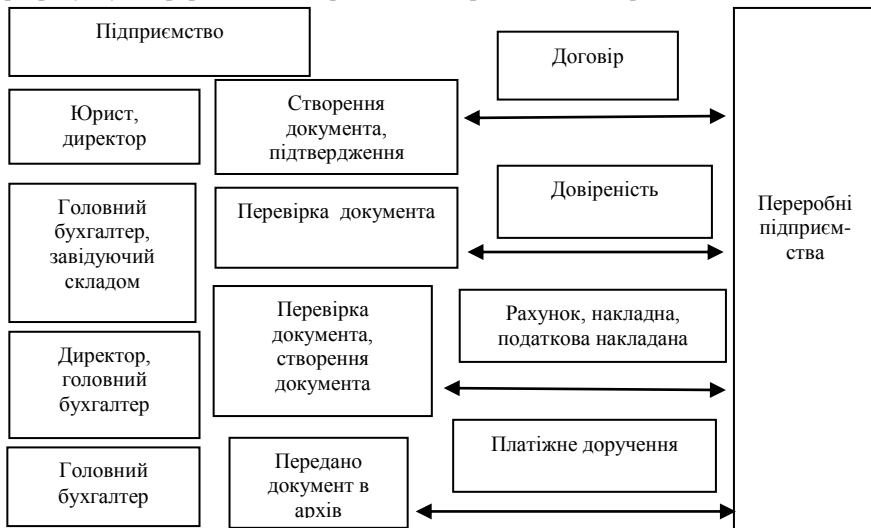 Підприємство
Договір
Юрист,
директор
Створення
документа,
підтвердження
Головний
бухгалтер,
завідуючий
складом
Перевірка документа
Довіреність
Переробні
підприєм-
ства
Перевірка
документа,
створення
документа
Рахунок, накладна,
податкова накладана
Директор,
головний
бухгалтер
Платіжне доручення
Головний
бухгалтер
Передано
документ в
архів